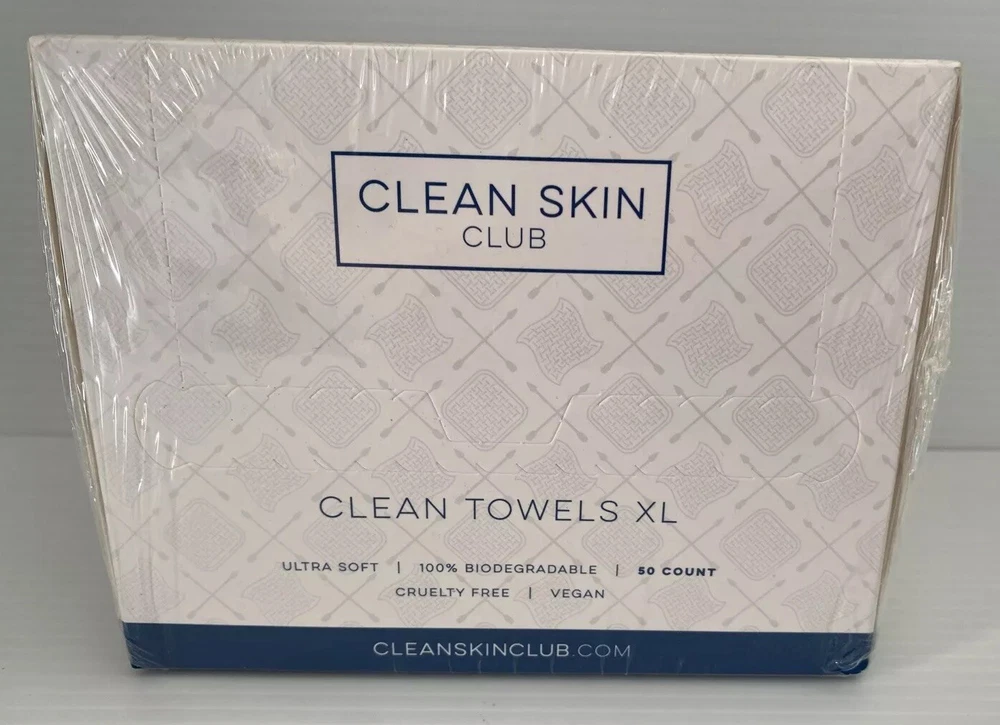 CLEAN SKIN
CLUB
CLEAN TOWELS XL
ULTRA SOFT | 100% BIODEGRADABLE | 50 COUNT
CRUELTY FREE | VEGAN
CLEANSKINCLUB.COM